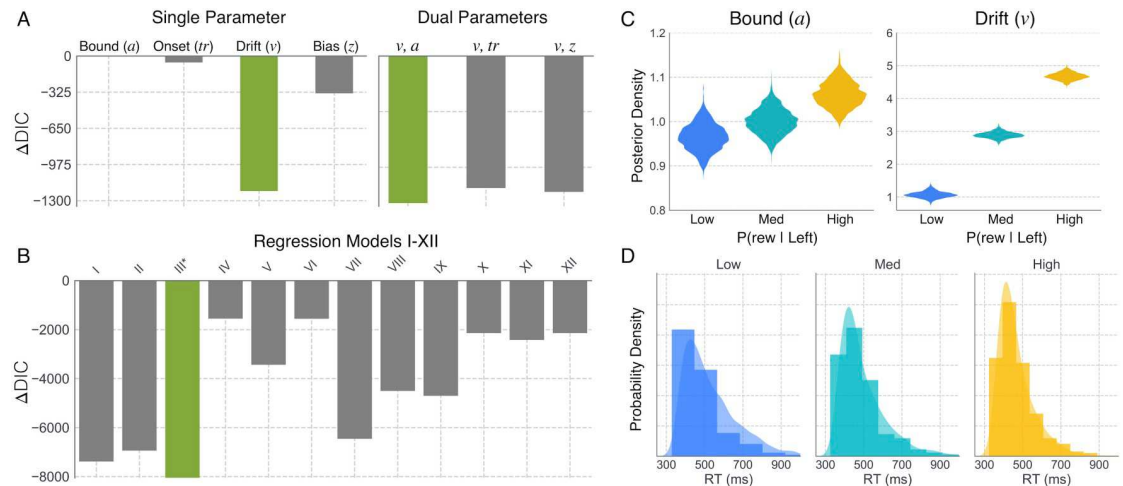 A
Single Parameter
Dual Parameters
Bound (a) Onset (tr) Drift (v) Bias (z)
v, a v, tr v, z
0
−325
−650
−975
−1300
ΔDIC
B
Regression Models I-XII
I II III* IV V VI VII VIII IX X XI XII
0
−2000
−4000
−6000
−8000
ΔDIC
C
Bound (a)
Drift (v)
1.2
1.1
1.0
0.9
0.8
Posterior Density
Low Med High
P(rew | Left)
6
5
4
3
2
1
Low Med High
P(rew | Left)
D
Low Med High
Probability Density
300 500 700 900
RT (ms)
300 500 700 900
RT (ms)
300 500 700 900
RT (ms)